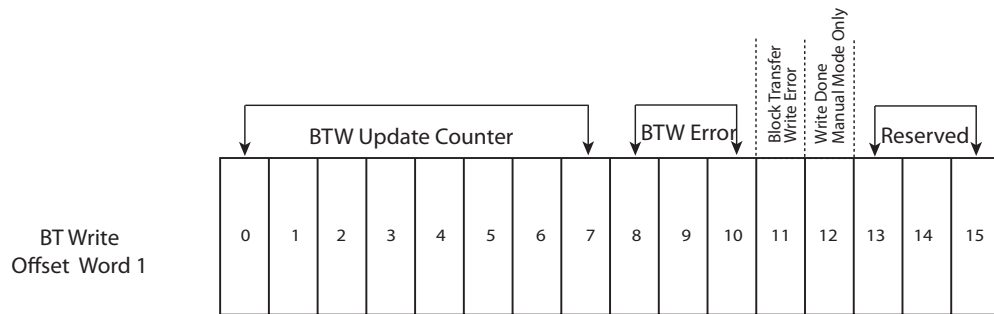 Block Transfer
Write Error
Write Done
Manual Mode Only
BTW Update Counter
BTW Error
Reserved
BT Write
Offset Word 1
0 1 2 3 4 5 6 7 8 9 10 11 12 13 14 15